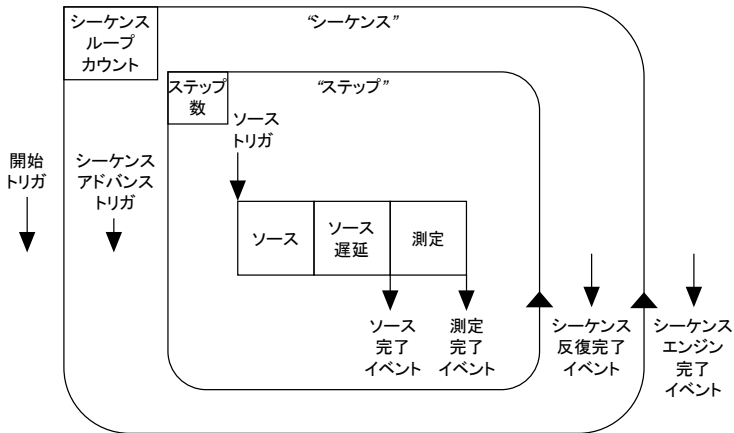 シーケンス
ループ
カウント
“シーケンス”
ステップ
数
“ステップ”
ソース
トリガ
開始
トリガ
シーケンス
アドバンス
トリガ
ソース
ソース
遅延
測定
ソース
完了
イベント
測定
完了
イベント
シーケンス
反復完了
イベント
シーケンス
エンジン
完了
イベント